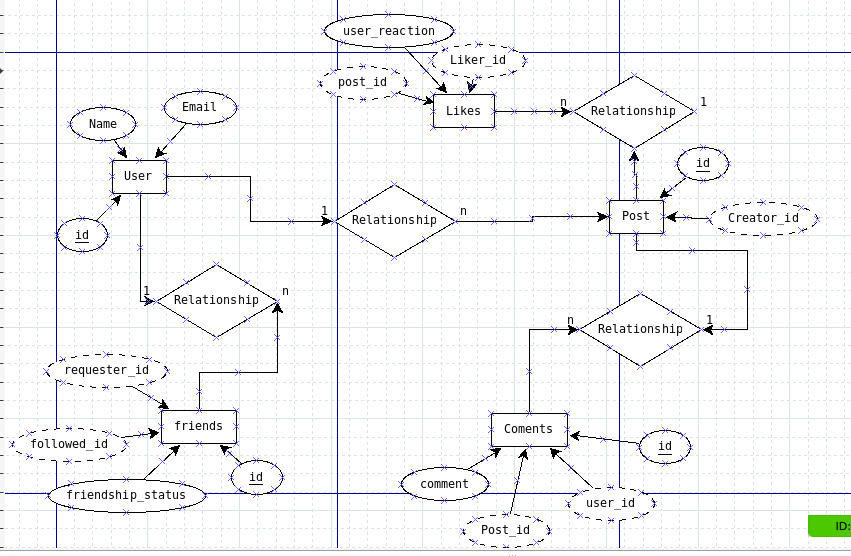 user_reaction
Liker_id
post_id
Likes
n
Relationship
1
Name
Email
User
id
1
Relationship
n
id
Post
Creator_id
1
Relationship
n
n
Relationship
1
requester_id
friends
followed_id
id
friendship_status
Coments
id
comment
user_id
Post_id
ID: